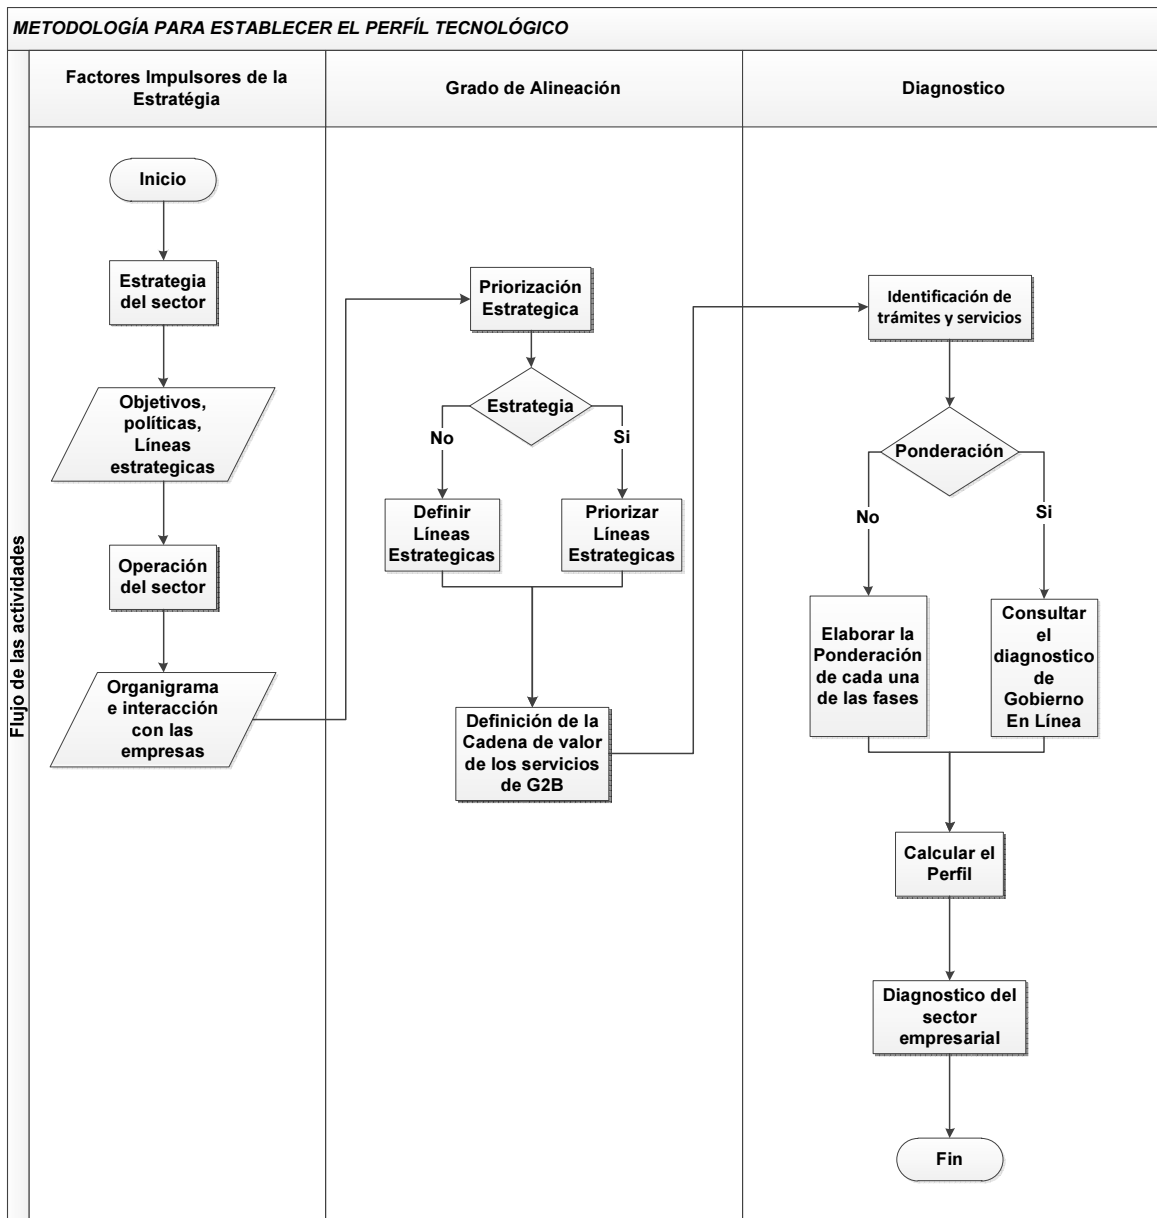 METODOLOGÍA PARA ESTABLECER EL PERFÍL TECNOLÓGICO
Flujo de las actividades
Factores Impulsores de la
Estratégia
Grado de Alineación
Diagnostico
Inicio
Estrategia
del sector
Objetivos,
políticas,
Líneas
estrategicas
Operación
del sector
Organigrama
e interacción
con las
empresas
Priorización
Estrategica
Estrategia
No
Si
Definir
Líneas
Estrategicas
Priorizar
Líneas
Estrategicas
Definición de la
Cadena de valor
de los servicios
de G2B
Identificación de
trámites y servicios
Ponderación
No
Si
Elaborar la
Ponderación
de cada una
de las fases
Consultar
el
diagnostico
de
Gobierno
En Línea
Calcular el
Perfil
Diagnostico del
sector
empresarial
Fin